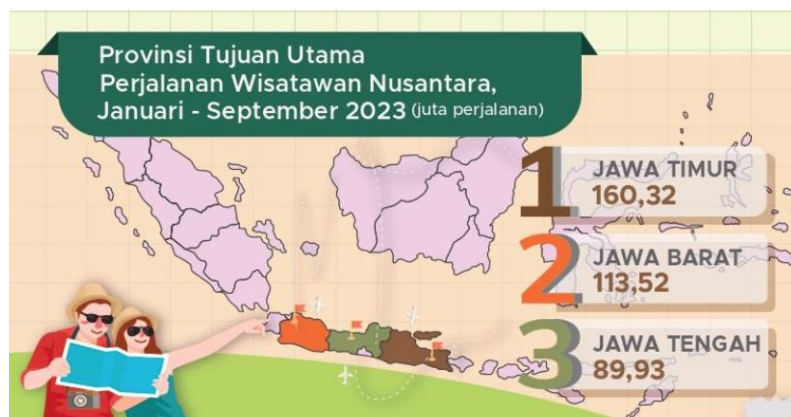 Provinsi Tujuan Utama
Perjalanan Wisatawan Nusantara,
Januari - September 2023 (juta perjalanan)
1 JAWA TIMUR
160,32
2 JAWA BARAT
113,52
3 JAWA TENGAH
89,93